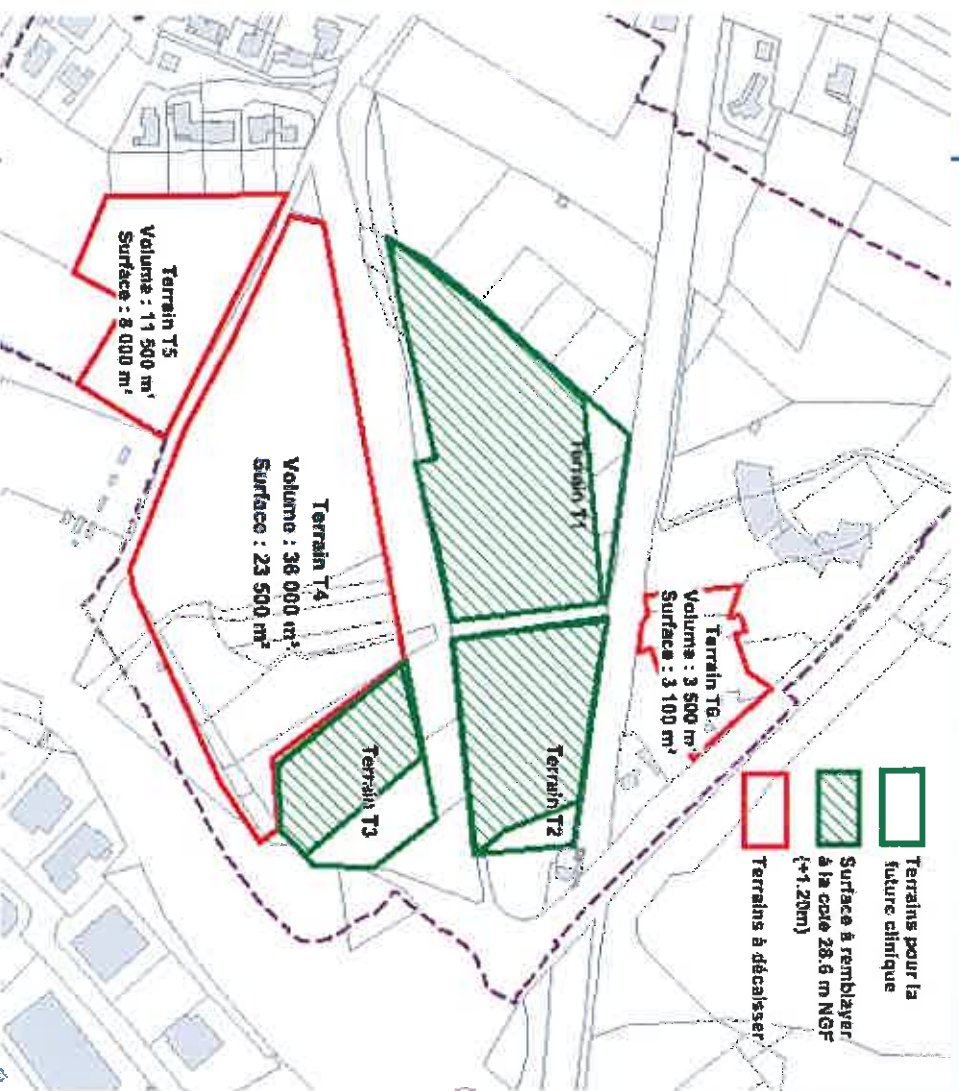 Terrains pour la
future clinique
Surface à remblayer
à la cote 28.6 m NGF
(+1.20m)
Terrains à décaisser
Terrain T6
Volume : 3 500 m³
Surface : 3 100 m²
Terrain T1
Terrain T2
Terrain T3
Terrain T4
Volume : 36 000 m³
Surface : 23 500 m²
Terrain T5
Volume : 11 500 m³
Surface : 8 000 m²